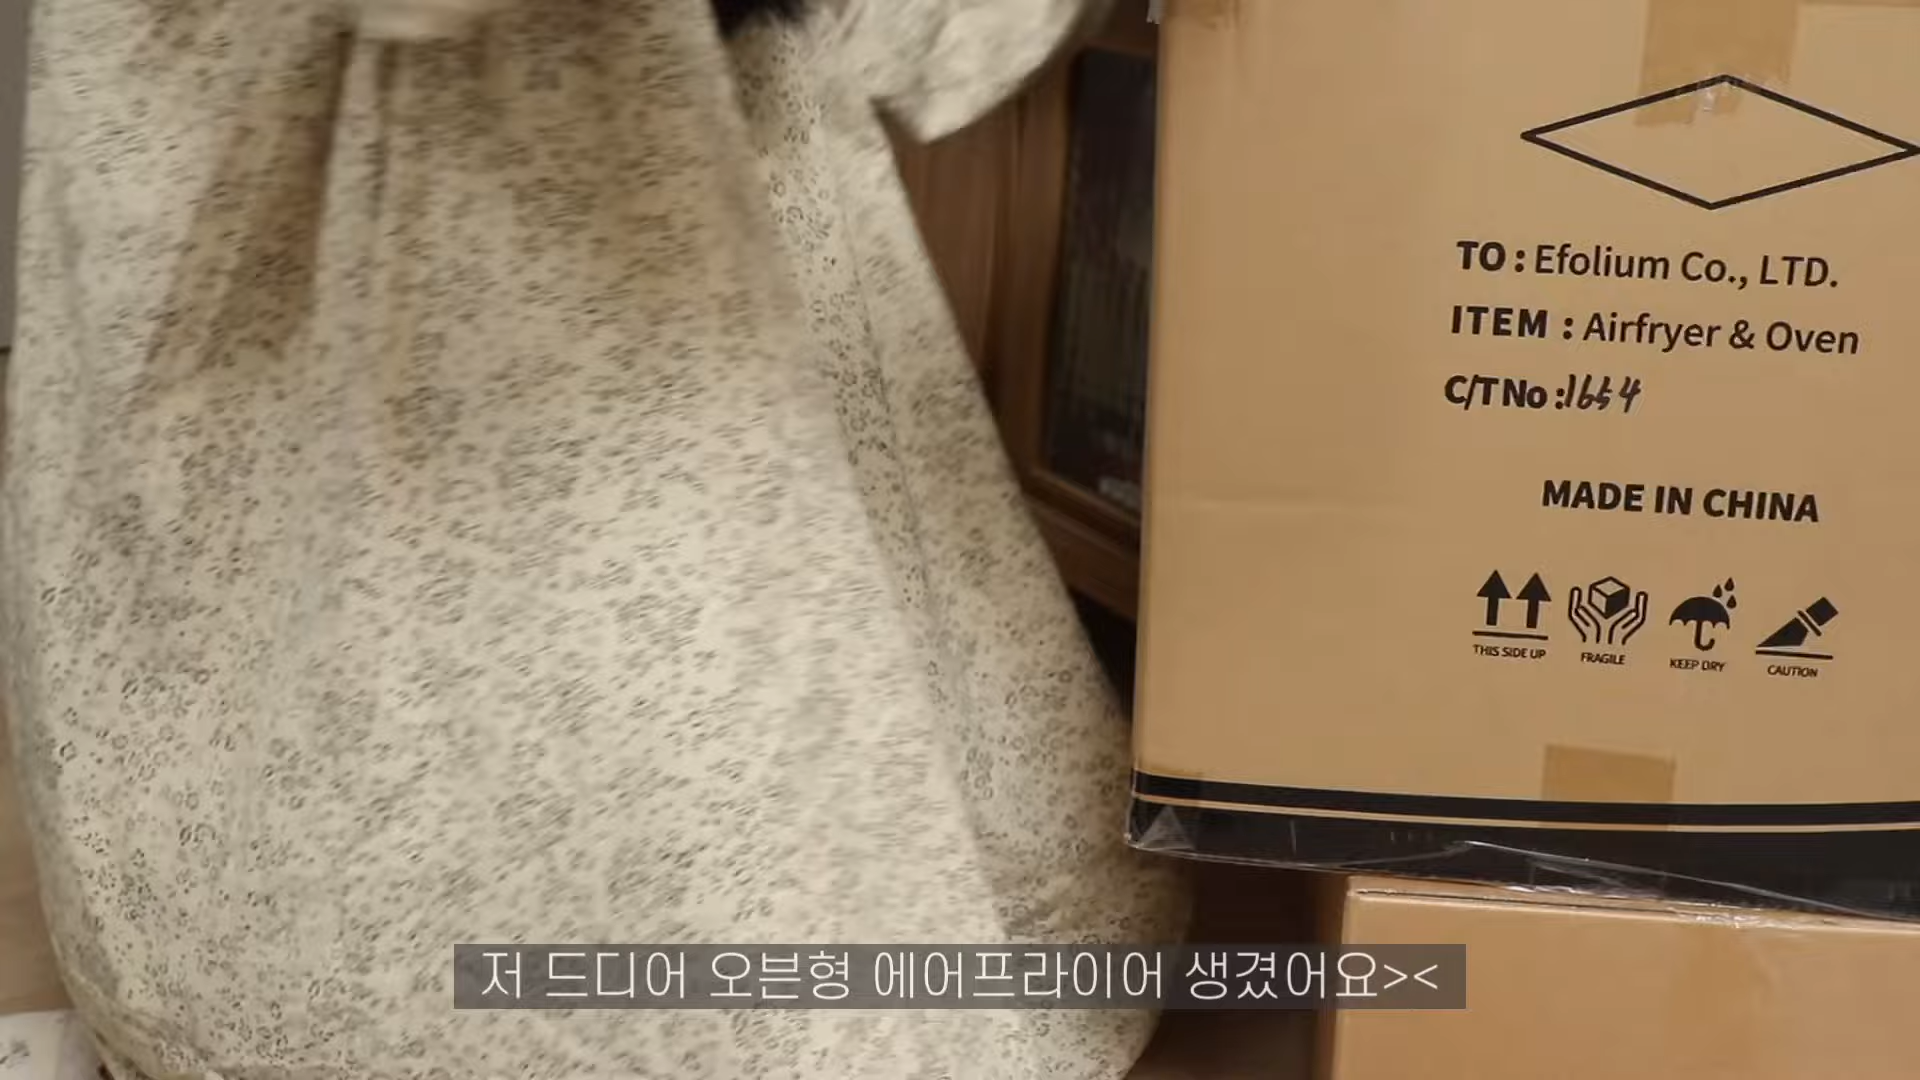 TO : Efolium Co., LTD.
ITEM : Airfryer & Oven
C/T No : 1654
MADE IN CHINA
THIS SIDE UP
FRAGILE
KEEP DRY
CAUTION
저 드디어 오븐형 에어프라이어 생겼어요><